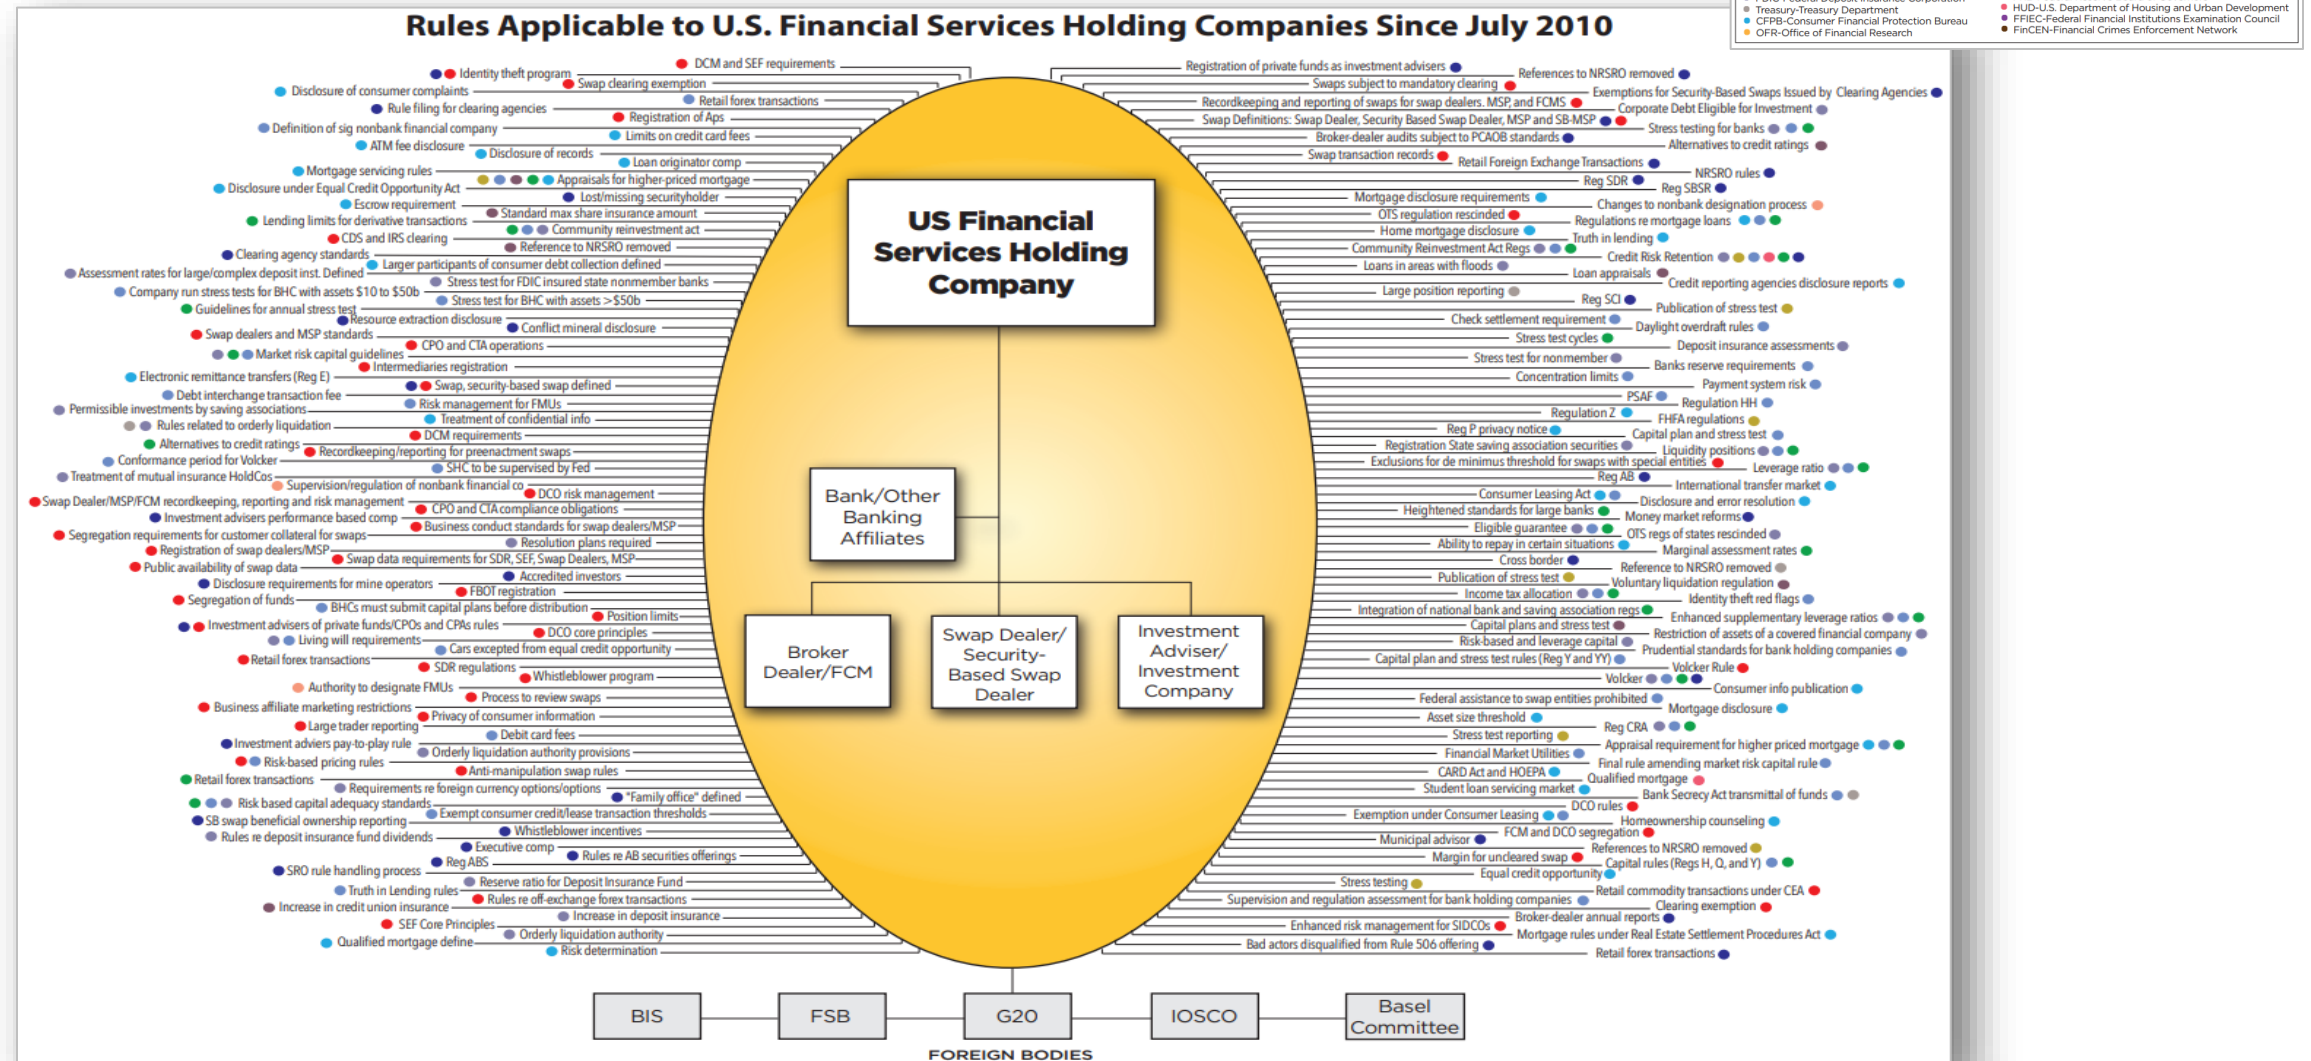 FDIC-Federal Deposit Insurance Corporation
Treasury-Treasury Department
CFPB-Consumer Financial Protection Bureau
OFR-Office of Financial Research
HUD-U.S. Department of Housing and Urban Development
FFIEC-Federal Financial Institutions Examination Council
FinCEN-Financial Crimes Enforcement Network
Rules Applicable to U.S. Financial Services Holding Companies Since July 2010
DCM and SEF requirements
Identity theft program
Swap clearing exemption
Disclosure of consumer complaints
Retail forex transactions
Rule filing for clearing agencies
Registration of Aps
Definition of sig nonbank financial company
Limits on credit card fees
ATM fee disclosure
Disclosure of records
Loan originator comp
Mortgage servicing rules
Appraisals for higher-priced mortgage
Disclosure under Equal Credit Opportunity Act
Lost/missing securityholder
Escrow requirement
Standard max share insurance amount
Lending limits for derivative transactions
Community reinvestment act
CDS and IRS clearing
Reference to NRSRO removed
Clearing agency standards
Larger participants of consumer debt collection defined
Assessment rates for large/complex deposit inst. Defined
Stress test for FDIC insured state nonmember banks
Company run stress tests for BHC with assets $10 to $50b
Stress test for BHC with assets >$50b
Guidelines for annual stress test
Resource extraction disclosure
Conflict mineral disclosure
Swap dealers and MSP standards
CPO and CTA operations
Market risk capital guidelines
Intermediaries registration
Electronic remittance transfers (Reg E)
Swap, security-based swap defined
Debt interchange transaction fee
Risk management for FMUs
Permissible investments by saving associations
Treatment of confidential info
Rules related to orderly liquidation
DCM requirements
Alternatives to credit ratings
Recordkeeping/reporting for preenactment swaps
Conformance period for Volcker
SHC to be supervised by Fed
Treatment of mutual insurance HoldCos
Supervision/regulation of nonbank financial co
DCO risk management
Swap Dealer/MSP/FCM recordkeeping, reporting and risk management
CPO and CTA compliance obligations
Investment advisers performance based comp
Business conduct standards for swap dealers/MSP
Segregation requirements for customer collateral for swaps
Resolution plans required
Registration of swap dealers/MSP
Swap data requirements for SDR, SEF, Swap Dealers, MSP
Public availability of swap data
Accredited investors
Disclosure requirements for mine operators
FBOT registration
Segregation of funds
BHCs must submit capital plans before distribution
Position limits
Investment advisers of private funds/CPOs and CPAs rules
DCO core principles
Living will requirements
Cars excepted from equal credit opportunity
Retail forex transactions
SDR regulations
Whistleblower program
Authority to designate FMUs
Process to review swaps
Business affiliate marketing restrictions
Privacy of consumer information
Large trader reporting
Debit card fees
Investment adviers pay-to-play rule
Orderly liquidation authority provisions
Risk-based pricing rules
Anti-manipulation swap rules
Retail forex transactions
Requirements re foreign currency options/options
"Family office" defined
Risk based capital adequacy standards
Exempt consumer credit/lease transaction thresholds
SB swap beneficial ownership reporting
Whistleblower incentives
Rules re deposit insurance fund dividends
Executive comp
Rules re AB securities offerings
Reg ABS
SRO rule handling process
Reserve ratio for Deposit Insurance Fund
Truth in Lending rules
Rules re off-exchange forex transactions
Increase in credit union insurance
Increase in deposit insurance
SEF Core Principles
Orderly liquidation authority
Qualified mortgage define
Risk determination
US Financial
Services Holding
Company
Bank/Other
Banking
Affiliates
Broker
Dealer/FCM
Swap Dealer/
Security-
Based Swap
Dealer
Investment
Adviser/
Investment
Company
Registration of private funds as investment advisers
References to NRSRO removed
Swaps subject to mandatory clearing
Exemptions for Security-Based Swaps Issued by Clearing Agencies
Recordkeeping and reporting of swaps for swap dealers. MSP, and FCMS
Corporate Debt Eligible for Investment
Swap Definitions: Swap Dealer, Security Based Swap Dealer, MSP and SB-MSP
Stress testing for banks
Broker-dealer audits subject to PCAOB standards
Alternatives to credit ratings
Swap transaction records
Retail Foreign Exchange Transactions
NRSRO rules
Reg SDR
Reg SBSR
Mortgage disclosure requirements
Changes to nonbank designation process
OTS regulation rescinded
Regulations re mortgage loans
Home mortgage disclosure
Truth in lending
Community Reinvestment Act Regs
Credit Risk Retention
Loans in areas with floods
Loan appraisals
Credit reporting agencies disclosure reports
Large position reporting
Reg SCI
Publication of stress test
Check settlement requirement
Daylight overdraft rules
Stress test cycles
Deposit insurance assessments
Stress test for nonmember
Banks reserve requirements
Concentration limits
Payment system risk
PSAF
Regulation HH
Regulation Z
FHFA regulations
Reg P privacy notice
Capital plan and stress test
Registration State saving association securities
Liquidity positions
Exclusions for de minimus threshold for swaps with special entities
Leverage ratio
Reg AB
International transfer market
Consumer Leasing Act
Disclosure and error resolution
Heightened standards for large banks
Money market reforms
Eligible guarantee
OTS regs of states rescinded
Ability to repay in certain situations
Marginal assessment rates
Cross border
Reference to NRSRO removed
Publication of stress test
Voluntary liquidation regulation
Income tax allocation
Identity theft red flags
Integration of national bank and saving association regs
Enhanced supplementary leverage ratios
Capital plans and stress test
Restriction of assets of a covered financial company
Risk-based and leverage capital
Prudential standards for bank holding companies
Capital plan and stress test rules (Reg Y and YY)
Volcker Rule
Volcker
Consumer info publication
Federal assistance to swap entities prohibited
Mortgage disclosure
Asset size threshold
Reg CRA
Stress test reporting
Appraisal requirement for higher priced mortgage
Financial Market Utilities
Final rule amending market risk capital rule
CARD Act and HOEPA
Qualified mortgage
Student loan servicing market
Bank Secrecy Act transmittal of funds
DCO rules
Exemption under Consumer Leasing
Homeownership counseling
FCM and DCO segregation
Municipal advisor
References to NRSRO removed
Margin for uncleared swap
Capital rules (Regs H, Q, and Y)
Equal credit opportunity
Stress testing
Retail commodity transactions under CEA
Supervision and regulation assessment for bank holding companies
Clearing exemption
Broker-dealer annual reports
Enhanced risk management for SIDCOs
Mortgage rules under Real Estate Settlement Procedures Act
Bad actors disqualified from Rule 506 offering
Retail forex transactions
BIS
FSB
G20
IOSCO
Basel
Committee
FOREIGN BODIES